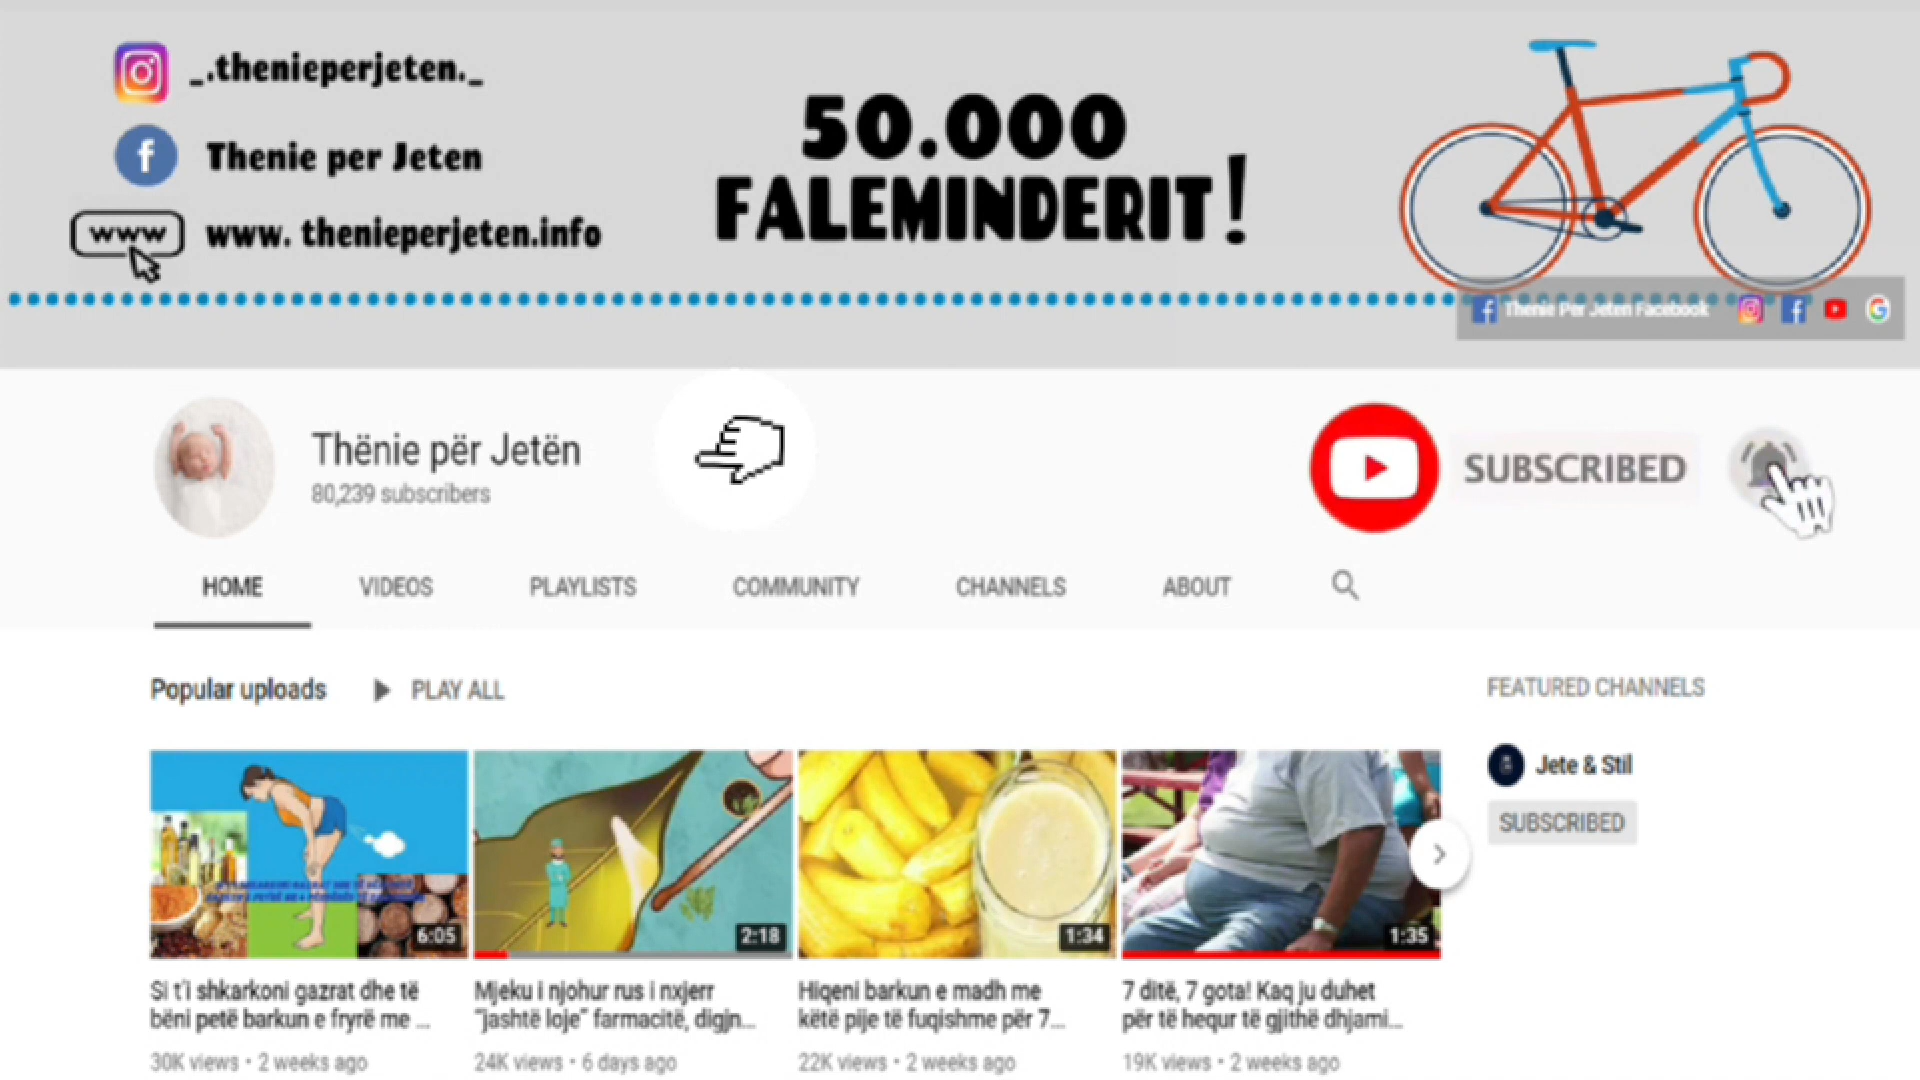 _.thenieperjeten._
Thenie per Jeten
www
www. thenieperjeten.info
50.000
FALEMINDERIT!
Thenie Per Jeten Facebook
Thënie për Jetën
80,239 subscribers
SUBSCRIBED
HOME VIDEOS PLAYLISTS COMMUNITY CHANNELS ABOUT
Popular uploads PLAY ALL
FEATURED CHANNELS
Jete & Stil
SUBSCRIBED
6:05
2:18
1:34
1:35
Si t'i shkarkoni gazrat dhe të
bëni petë barkun e fryrë me ...
30K views • 2 weeks ago
Mjeku i njohur rus i nxjerr
"jashtë loje" farmacitë, digjn...
24K views • 6 days ago
Hiqeni barkun e madh me
këtë pije të fuqishme për 7...
22K views • 2 weeks ago
7 ditë, 7 gota! Kaq ju duhet
për të hequr të gjithë dhjami...
19K views • 2 weeks ago